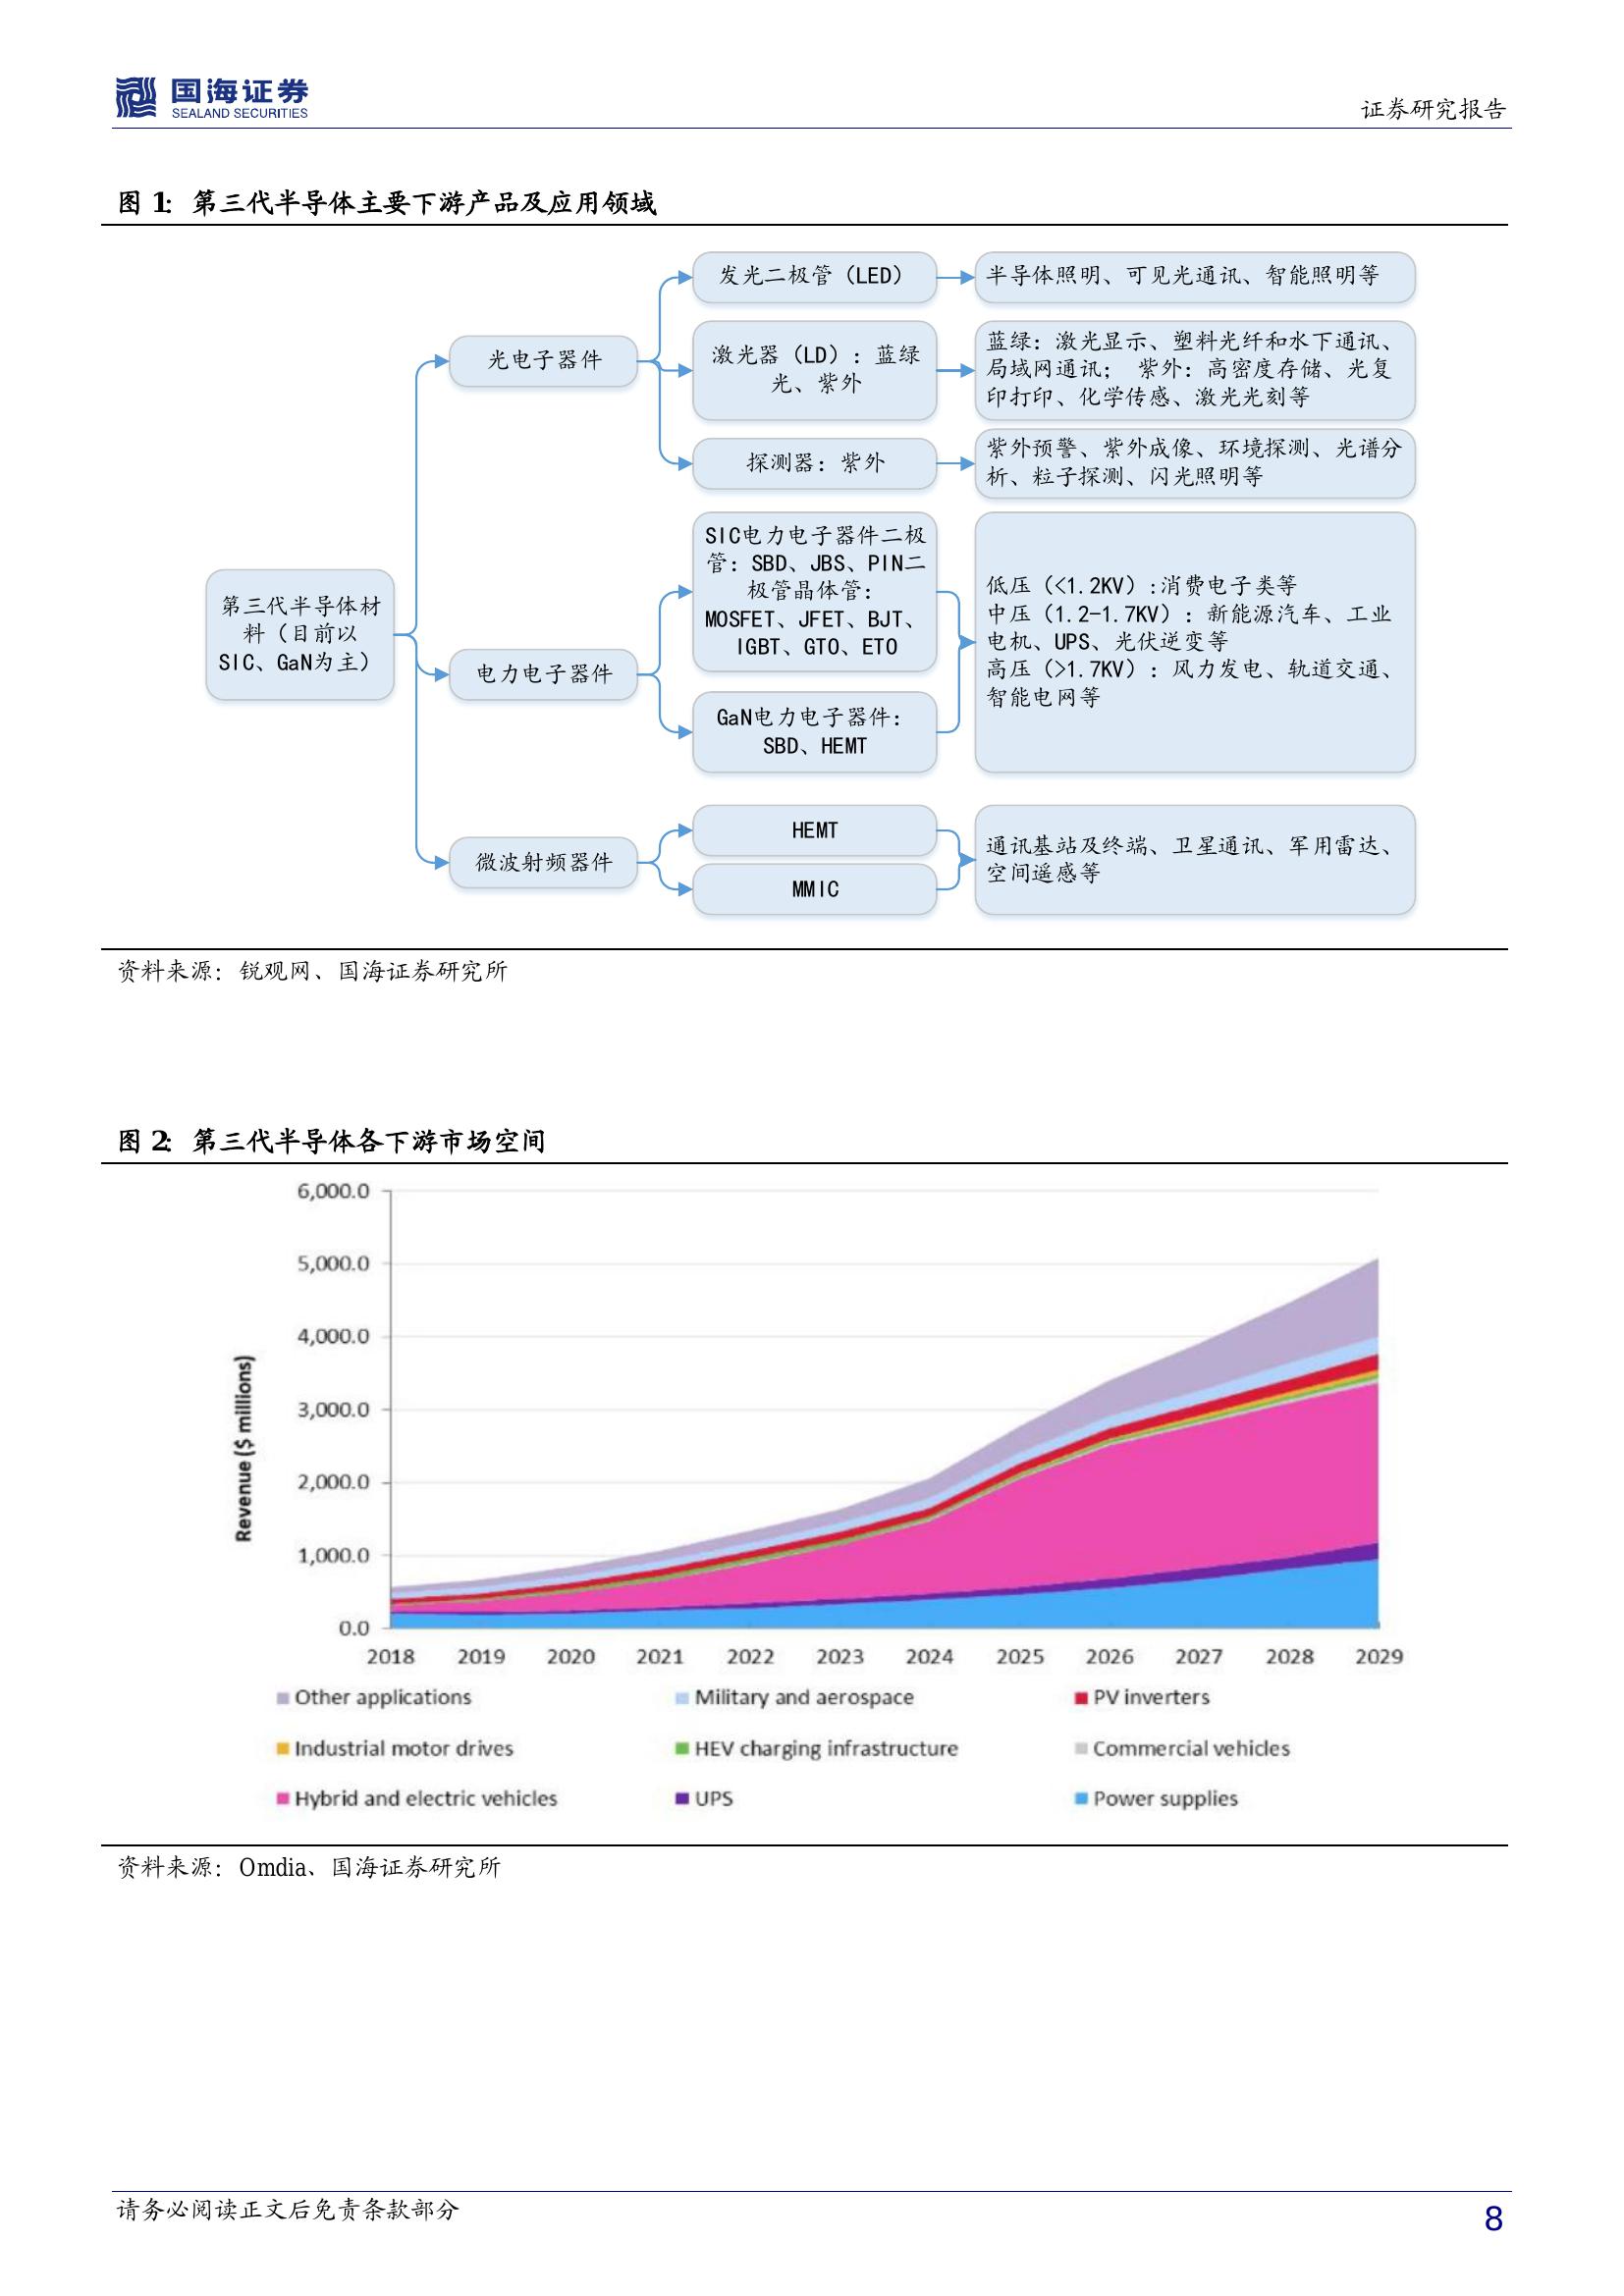 国海证券
SEALAND SECURITIES
证券研究报告
图 1: 第三代半导体主要下游产品及应用领域
第三代半导体材
料（目前以
SIC、GaN为主）
光电子器件
发光二极管（LED）
半导体照明、可见光通讯、智能照明等
激光器（LD）：蓝绿
光、紫外
蓝绿：激光显示、塑料光纤和水下通讯、
局域网通讯； 紫外：高密度存储、光复
印打印、化学传感、激光光刻等
探测器：紫外
紫外预警、紫外成像、环境探测、光谱分
析、粒子探测、闪光照明等
电力电子器件
SIC电力电子器件二极
管：SBD、JBS、PIN二
极管晶体管：
MOSFET、JFET、BJT、
IGBT、GTO、ETO
GaN电力电子器件：
SBD、HEMT
低压（<1.2KV）:消费电子类等
中压（1.2-1.7KV）：新能源汽车、工业
电机、UPS、光伏逆变等
高压（>1.7KV）：风力发电、轨道交通、
智能电网等
微波射频器件
HEMT
MMIC
通讯基站及终端、卫星通讯、军用雷达、
空间遥感等
资料来源：锐观网、国海证券研究所
图 2: 第三代半导体各下游市场空间
Revenue ($ millions)
6,000.0
5,000.0
4,000.0
3,000.0
2,000.0
1,000.0
0.0
2018 2019 2020 2021 2022 2023 2024 2025 2026 2027 2028 2029
Other applications Military and aerospace PV inverters
Industrial motor drives HEV charging infrastructure Commercial vehicles
Hybrid and electric vehicles UPS Power supplies
资料来源：Omdia、国海证券研究所
请务必阅读正文后免责条款部分
8